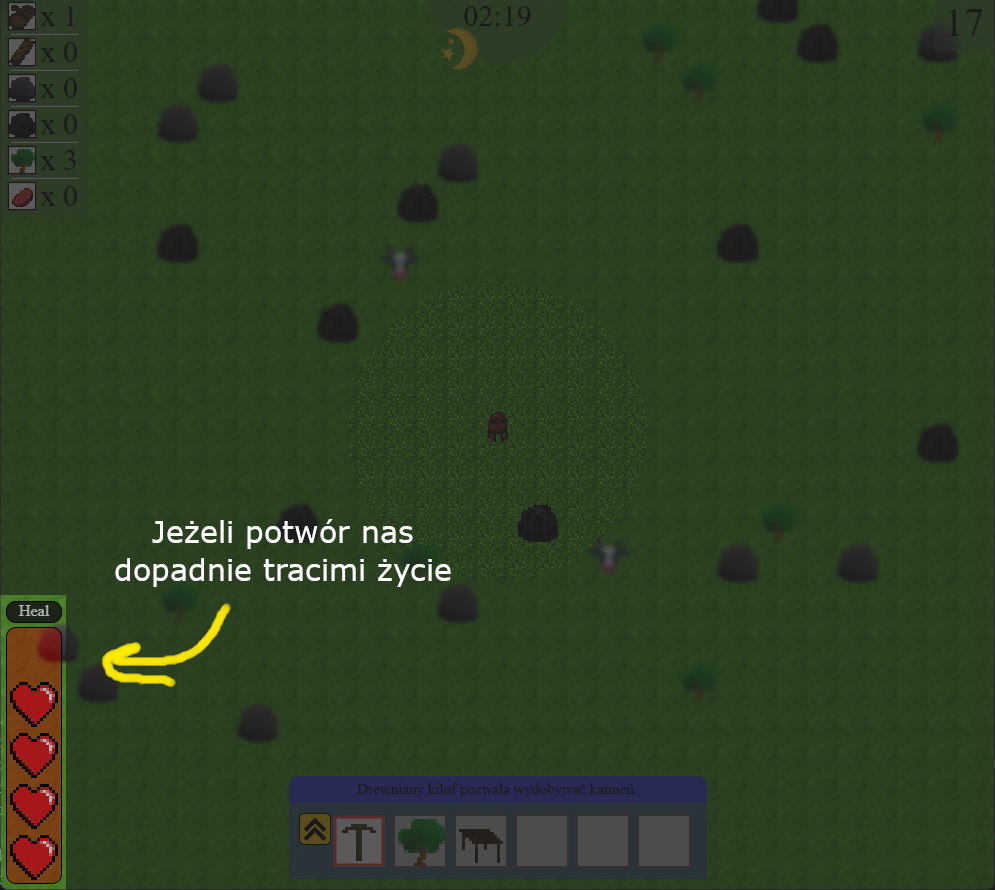 x 1
02:19
17
x 0
x 0
x 0
x 3
x 0
Jeżeli potwór nas
dopadnie tracimi życie
Heal
Drewniany kilof pozwala wydobywać kamień.